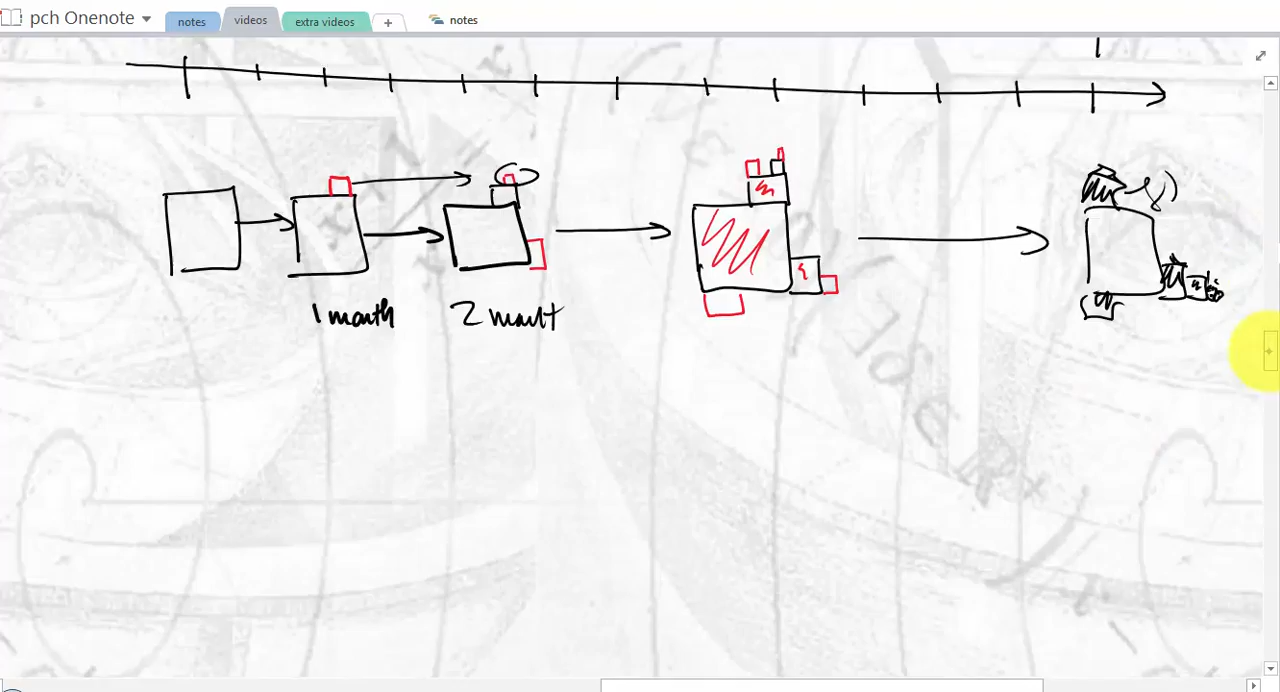 pch Onenote
notes
videos
extra videos
+
notes
1 month
2 mont